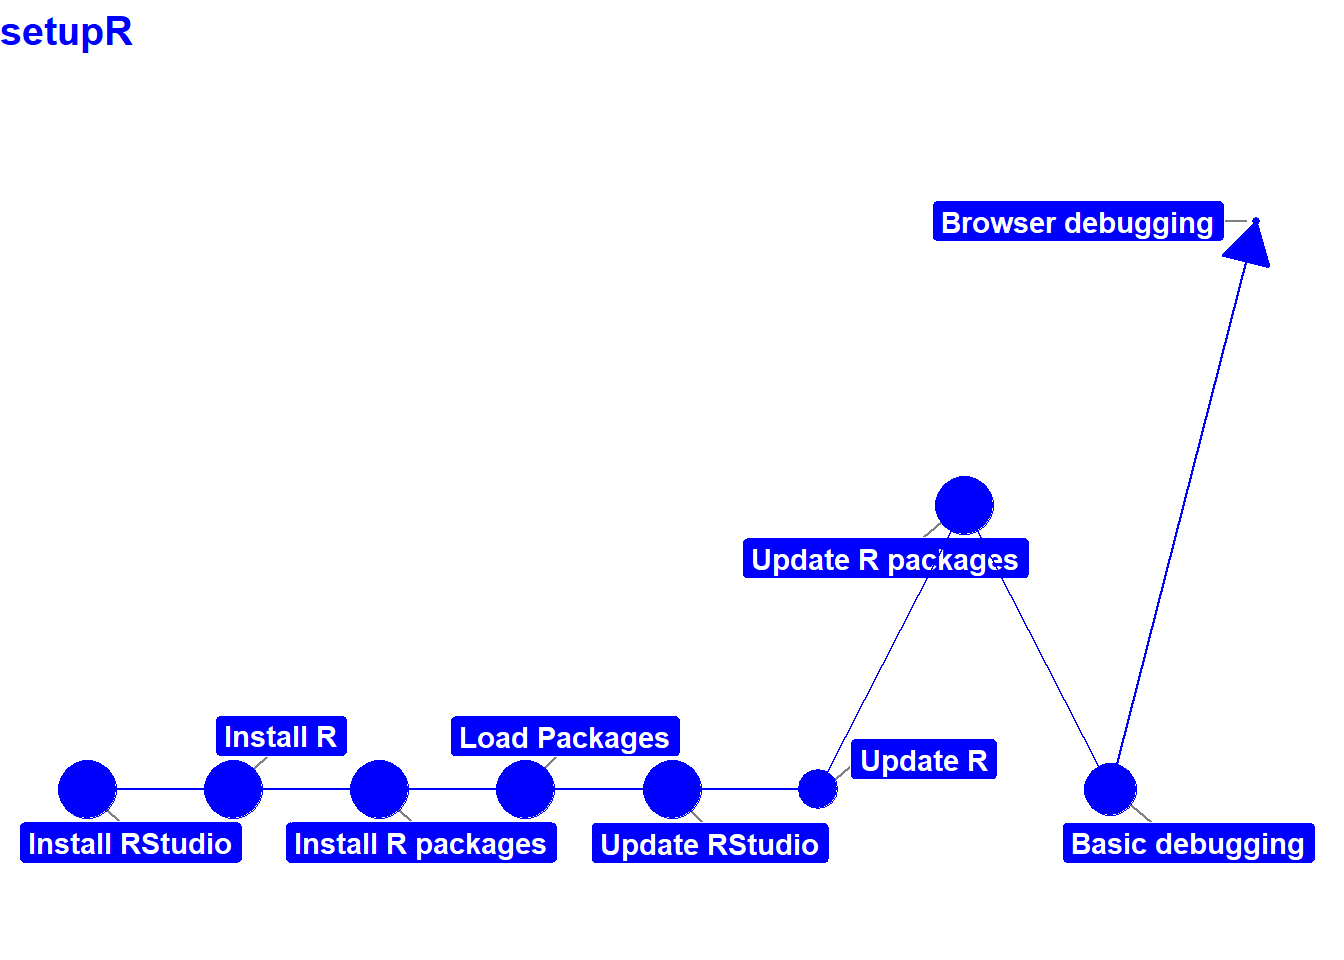 setupR
Browser debugging
Update R packages
Install R
Load Packages
Update R
Install RStudio
Install R packages
Update RStudio
Basic debugging